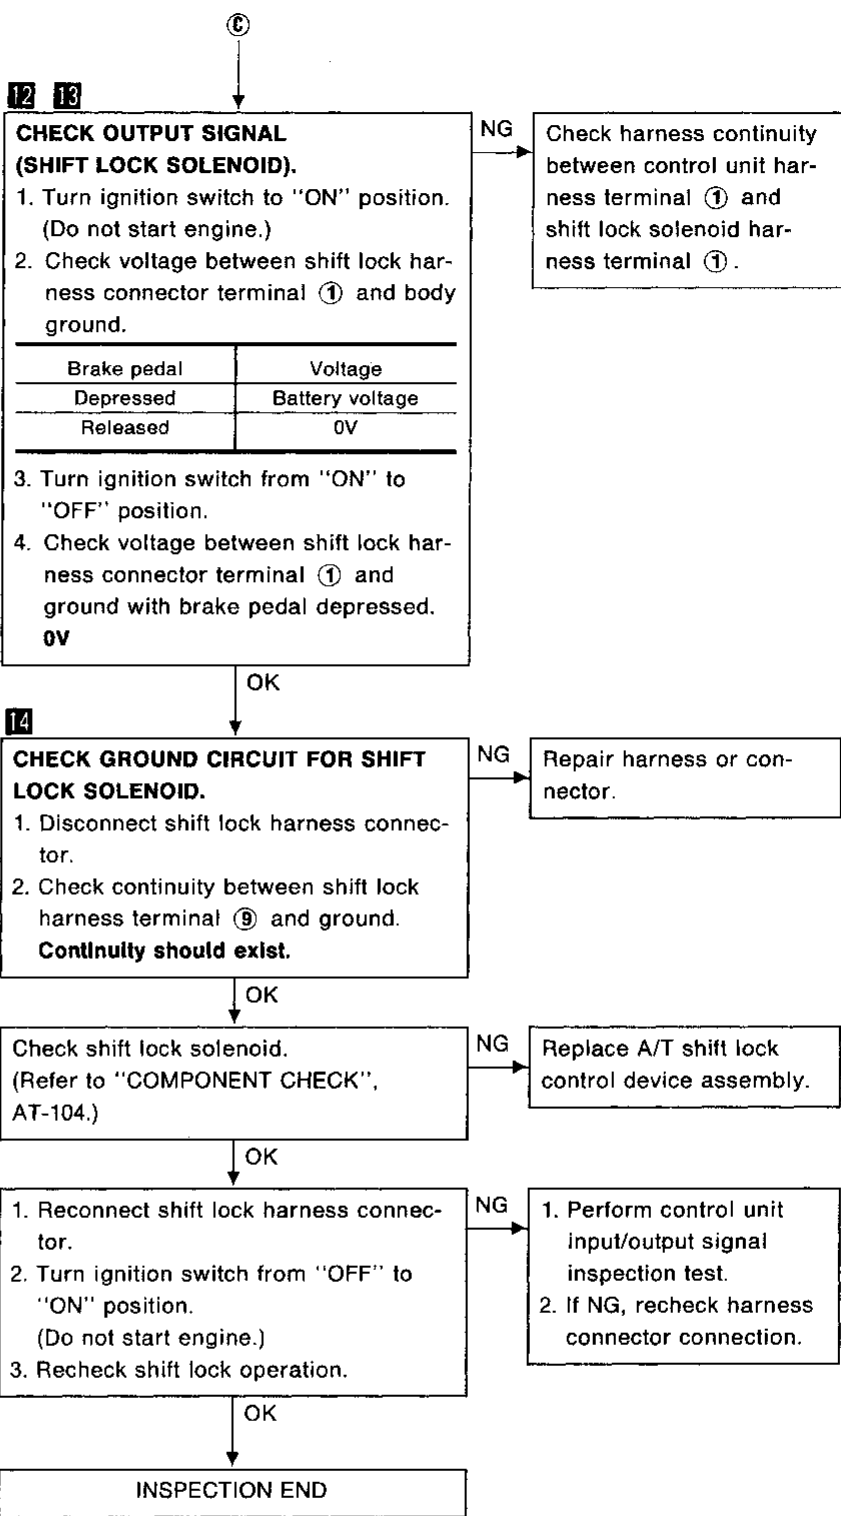 Ⓒ
12 13
CHECK OUTPUT SIGNAL
(SHIFT LOCK SOLENOID).
1. Turn ignition switch to "ON" position.
(Do not start engine.)
2. Check voltage between shift lock har-
ness connector terminal ① and body
ground.
Brake pedal Voltage
Depressed Battery voltage
Released 0V
3. Turn ignition switch from "ON" to
"OFF" position.
4. Check voltage between shift lock har-
ness connector terminal ① and
ground with brake pedal depressed.
0V
NG
Check harness continuity
between control unit har-
ness terminal ① and
shift lock solenoid har-
ness terminal ①.
OK
14
CHECK GROUND CIRCUIT FOR SHIFT
LOCK SOLENOID.
1. Disconnect shift lock harness connec-
tor.
2. Check continuity between shift lock
harness terminal ⑨ and ground.
Continuity should exist.
NG
Repair harness or con-
nector.
OK
Check shift lock solenoid.
(Refer to "COMPONENT CHECK",
AT-104.)
NG
Replace A/T shift lock
control device assembly.
OK
1. Reconnect shift lock harness connec-
tor.
2. Turn ignition switch from "OFF" to
"ON" position.
(Do not start engine.)
3. Recheck shift lock operation.
NG
1. Perform control unit
input/output signal
inspection test.
2. If NG, recheck harness
connector connection.
OK
INSPECTION END